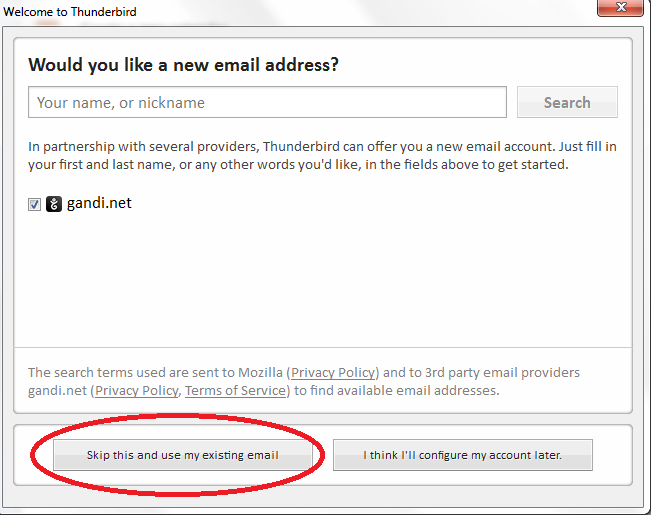 Welcome to Thunderbird
Would you like a new email address?
Your name, or nickname
Search
In partnership with several providers, Thunderbird can offer you a new email account. Just fill in
your first and last name, or any other words you'd like, in the fields above to get started.
gandi.net
The search terms used are sent to Mozilla (Privacy Policy) and to 3rd party email providers
gandi.net (Privacy Policy, Terms of Service) to find available email addresses.
Skip this and use my existing email
I think I'll configure my account later.